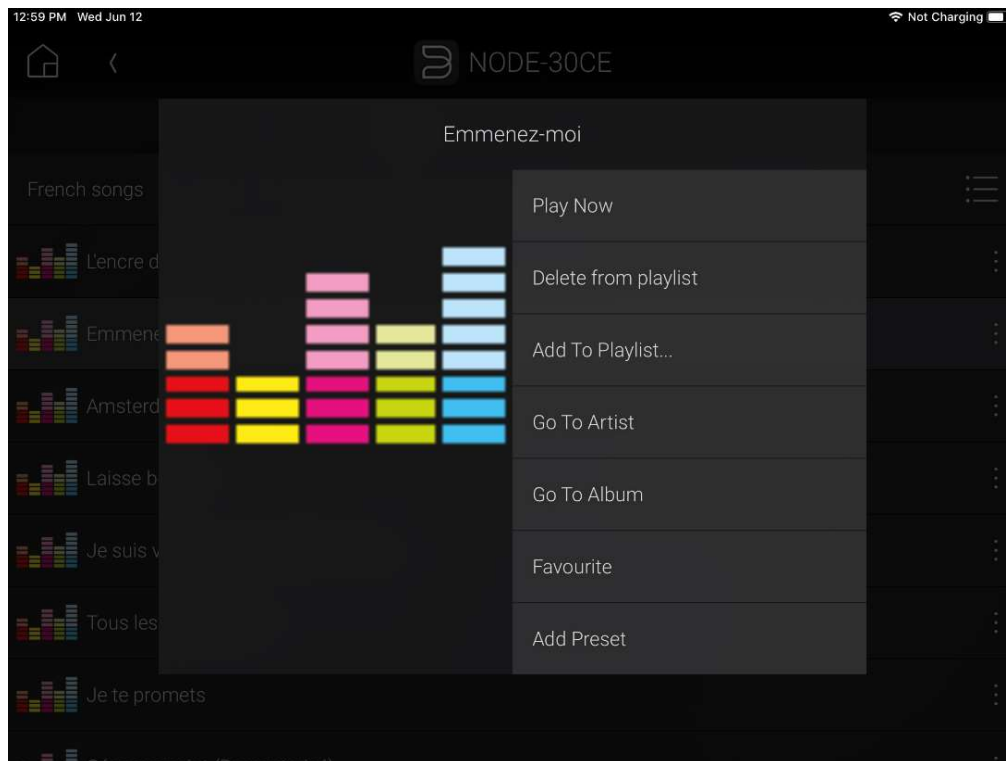 12:59 PM Wed Jun 12
Not Charging
NODE-30CE
Emmenez-moi
French songs
Play Now
L'encre d
Delete from playlist
Emmene
Add To Playlist...
Amsterd
Go To Artist
Laisse b
Go To Album
Je suis v
Favourite
Tous les
Add Preset
Je te promets